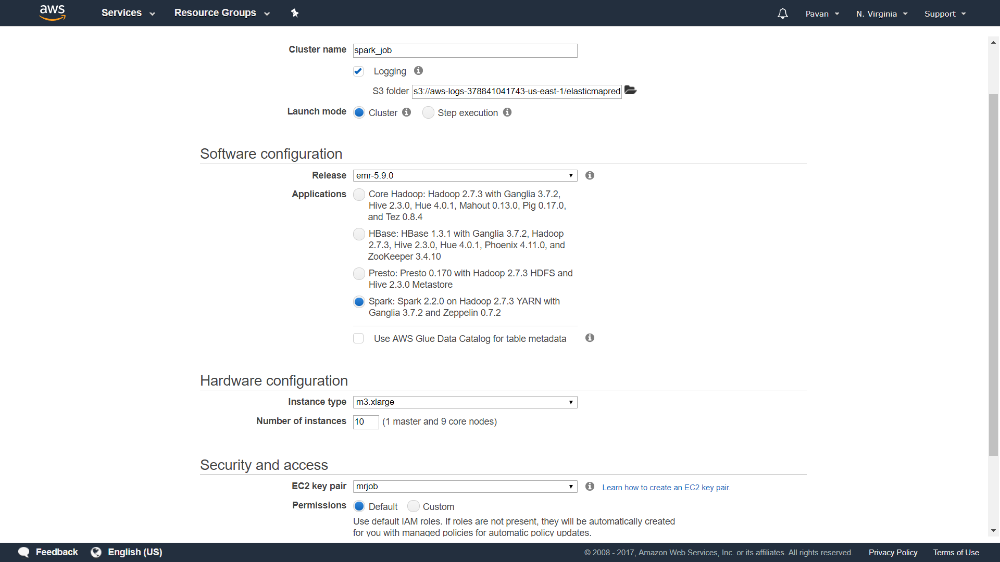 aws Services Resource Groups Pavan N. Virginia Support
Cluster name spark_job
Logging
S3 folder s3://aws-logs-378841041743-us-east-1/elasticmapred
Launch mode Cluster Step execution
Software configuration
Release emr-5.9.0
Applications Core Hadoop: Hadoop 2.7.3 with Ganglia 3.7.2,
Hive 2.3.0, Hue 4.0.1, Mahout 0.13.0, Pig 0.17.0,
and Tez 0.8.4
HBase: HBase 1.3.1 with Ganglia 3.7.2, Hadoop
2.7.3, Hive 2.3.0, Hue 4.0.1, Phoenix 4.11.0, and
ZooKeeper 3.4.10
Presto: Presto 0.170 with Hadoop 2.7.3 HDFS and
Hive 2.3.0 Metastore
Spark: Spark 2.2.0 on Hadoop 2.7.3 YARN with
Ganglia 3.7.2 and Zeppelin 0.7.2
Use AWS Glue Data Catalog for table metadata
Hardware configuration
Instance type m3.xlarge
Number of instances 10 (1 master and 9 core nodes)
Security and access
EC2 key pair mrjob Learn how to create an EC2 key pair.
Permissions Default Custom
Use default IAM roles. If roles are not present, they will be automatically created
for you with managed policies for automatic policy updates.
Feedback English (US) © 2008 - 2017, Amazon Web Services, Inc. or its affiliates. All rights reserved. Privacy Policy Terms of Use